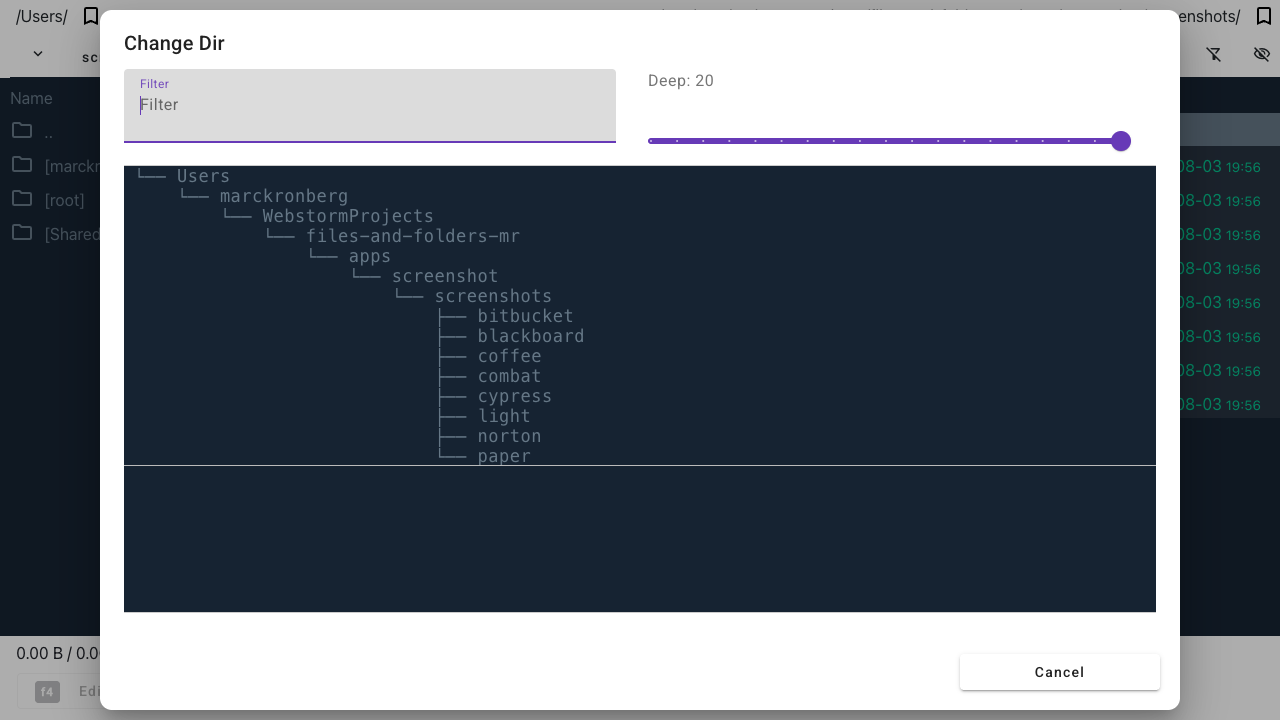 /Users/
enshots/
Change Dir
Filter
Filter
Deep: 20
Name
..
[root]
[Shared
└── Users
└── marckronberg
└── WebstormProjects
└── files-and-folders-mr
└── apps
└── screenshot
└── screenshots
├── bitbucket
├── blackboard
├── coffee
├── combat
├── cypress
├── light
├── norton
└── paper
08-03 19:56
08-03 19:56
08-03 19:56
08-03 19:56
08-03 19:56
08-03 19:56
08-03 19:56
08-03 19:56
0.00 B / 0.0
f4 Edi
Cancel